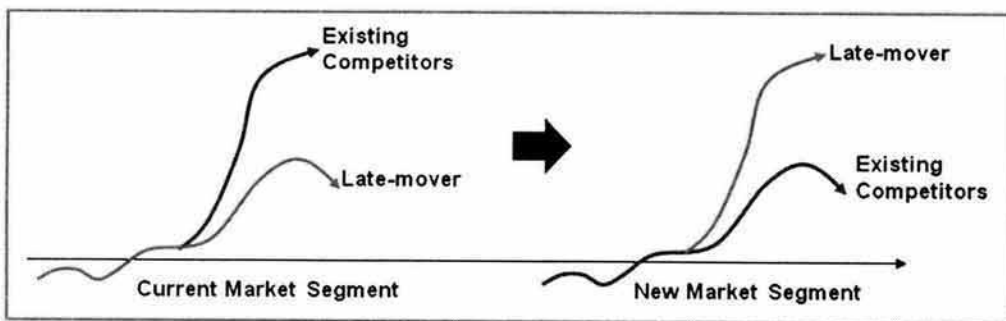 Existing
Competitors
Late-mover
Current Market Segment
Late-mover
Existing
Competitors
New Market Segment